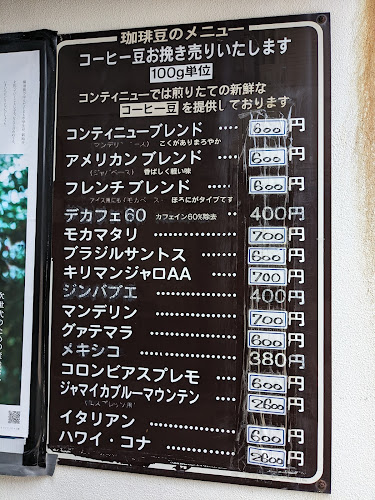 珈琲豆のメニュー
コーヒー豆お挽き売りいたします
100g単位
コンティニューでは煎りたての新鮮な
コーヒー豆を提供しております
コンティニューブレンド ‥‥ 600円
こくがありまろやか
アメリカンブレンド ‥‥ 600円
香ばしく軽い味
フレンチブレンド ‥‥ 600円
ほろにがタイプです
デカフェ60 カフェイン60%除去 ‥ 400円
モカマタリ ‥‥‥‥ 700円
ブラジルサントス ‥‥‥‥ 600円
キリマンジャロAA ‥‥‥‥ 700円
ジンバブエ ‥‥‥‥ 400円
マンデリン ‥‥‥‥ 700円
グァテマラ ‥‥‥‥ 600円
メキシコ ‥‥‥‥ 380円
コロンビアスプレモ ‥‥‥‥ 600円
ジャマイカブルーマウンテン ‥‥ 2600円
イタリアン ‥‥‥‥ 600円
ハワイ・コナ ‥‥‥‥ 2600円